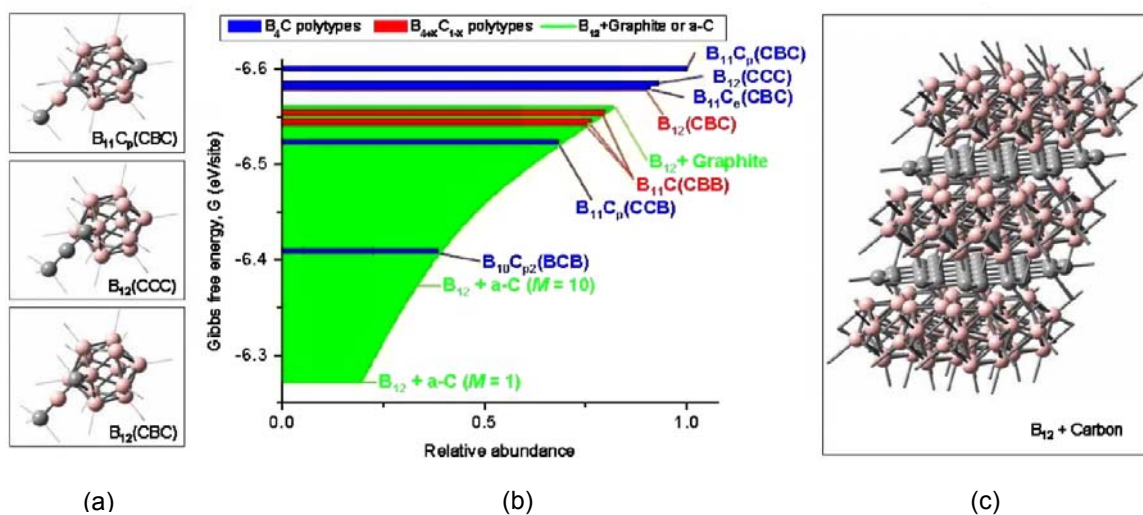 B₁₁Cₚ(CBC)
B₁₂(CCC)
B₁₂(CBC)
(a)
B₄C polytypes
B₄₊ₓC₁₋ₓ polytypes
B₁₂+Graphite or a-C
Gibbs free energy, G (eV/site)
-6.6
-6.5
-6.4
-6.3
B₁₁Cₚ(CBC)
B₁₂(CCC)
B₁₁Cₑ(CBC)
B₁₂(CBC)
B₁₂+ Graphite
B₁₁C(CBB)
B₁₁Cₚ(CCB)
B₁₀Cₚ₂(BCB)
B₁₂ + a-C (M = 10)
B₁₂ + a-C (M = 1)
0.0
0.5
1.0
Relative abundance
(b)
B₁₂ + Carbon
(c)